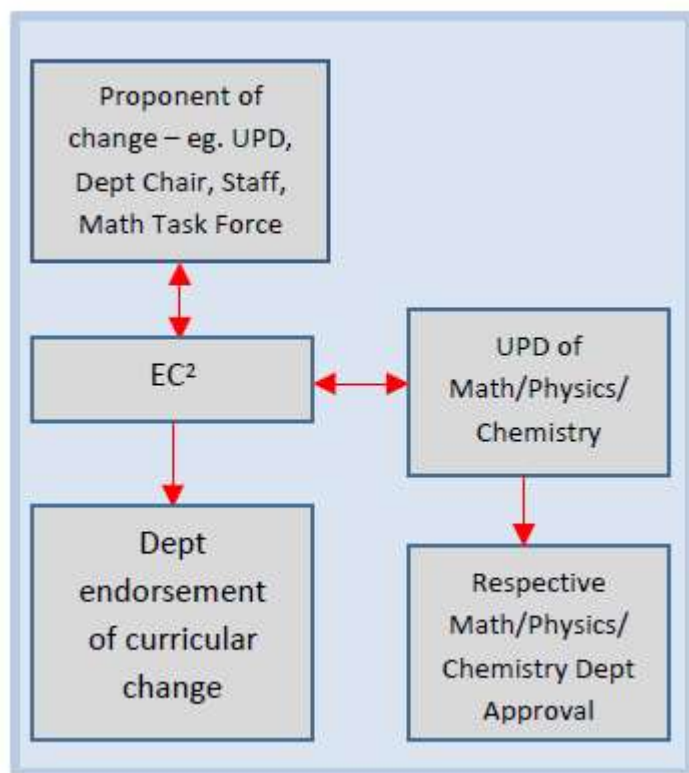 Proponent of
change – eg. UPD,
Dept Chair, Staff,
Math Task Force
EC²
UPD of
Math/Physics/
Chemistry
Dept
endorsement
of curricular
change
Respective
Math/Physics/
Chemistry Dept
Approval